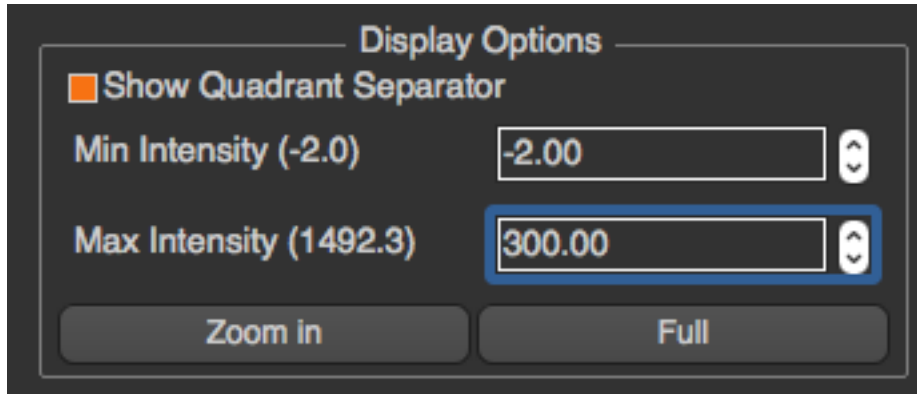 Display Options
Show Quadrant Separator
Min Intensity (-2.0) -2.00
Max Intensity (1492.3) 300.00
Zoom in Full